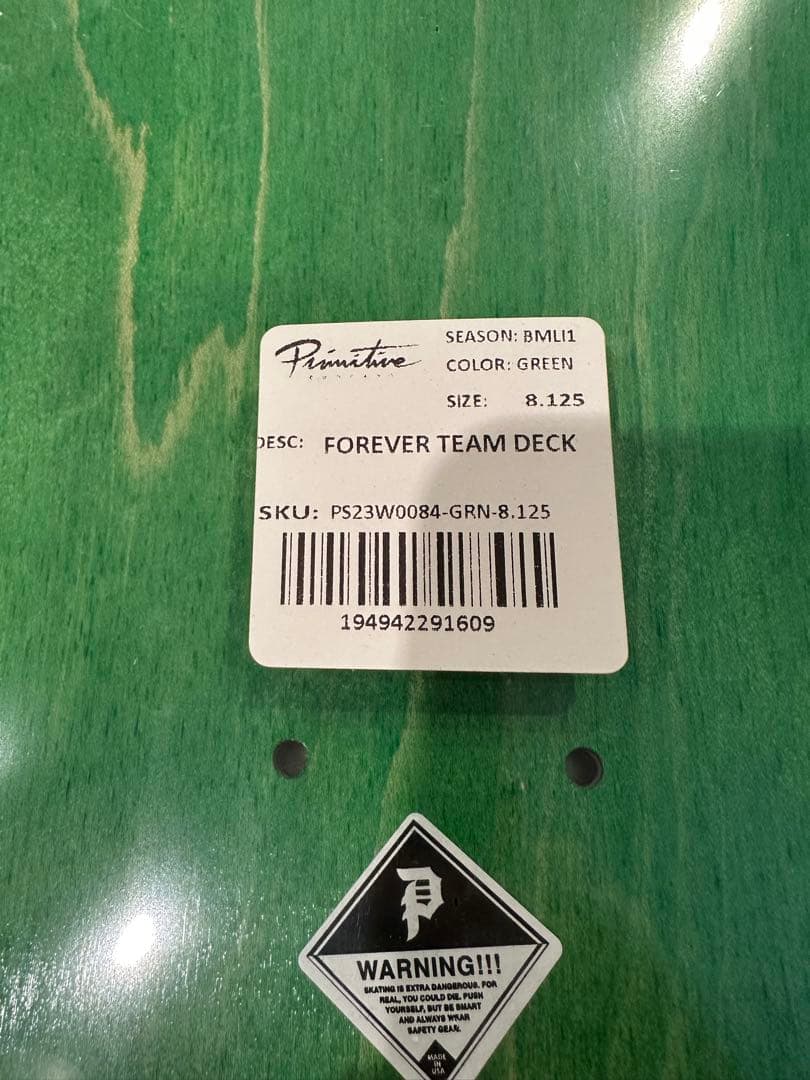 Primitive
SEASON: BMLI1
COLOR: GREEN
SIZE: 8.125
DESC: FOREVER TEAM DECK
SKU: PS23W0084-GRN-8.125
194942291609
P
WARNING!!!
SKATING IS EXTRA DANGEROUS. FOR
REAL, YOU COULD DIE. PUSH
YOURSELF, BUT BE SMART
AND ALWAYS WEAR
SAFETY GEAR.
MADE
IN
USA